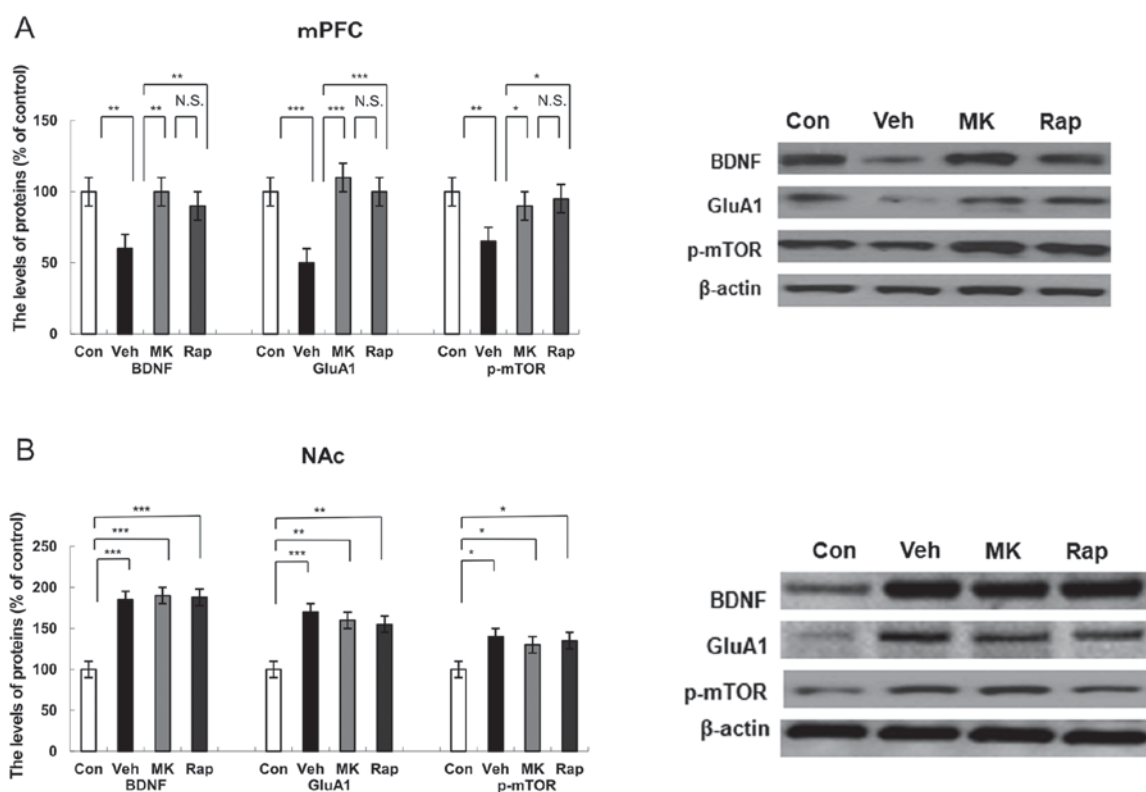 A
mPFC
The levels of proteins (% of control)
150
100
50
0
** ** ** N.S.
*** *** *** N.S.
** * * N.S.
Con Veh MK Rap
BDNF
Con Veh MK Rap
GluA1
Con Veh MK Rap
p-mTOR
Con Veh MK Rap
BDNF
GluA1
p-mTOR
β-actin
B
NAc
The levels of proteins (% of control)
250
200
150
100
50
0
*** *** ***
*** ** **
* * *
Con Veh MK Rap
BDNF
Con Veh MK Rap
GluA1
Con Veh MK Rap
p-mTOR
Con Veh MK Rap
BDNF
GluA1
p-mTOR
β-actin